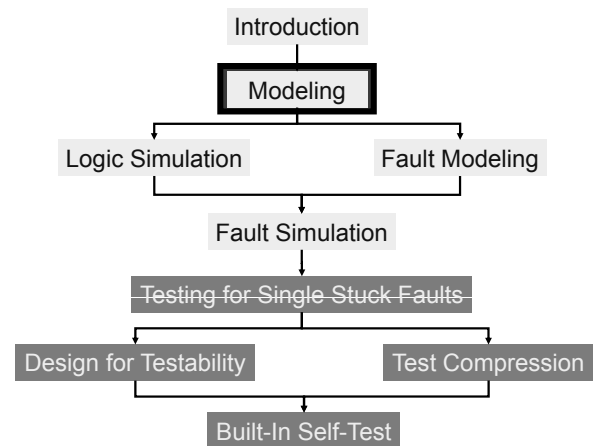 Introduction
Modeling
Logic Simulation
Fault Modeling
Fault Simulation
Testing for Single Stuck Faults
Design for Testability
Test Compression
Built-In Self-Test